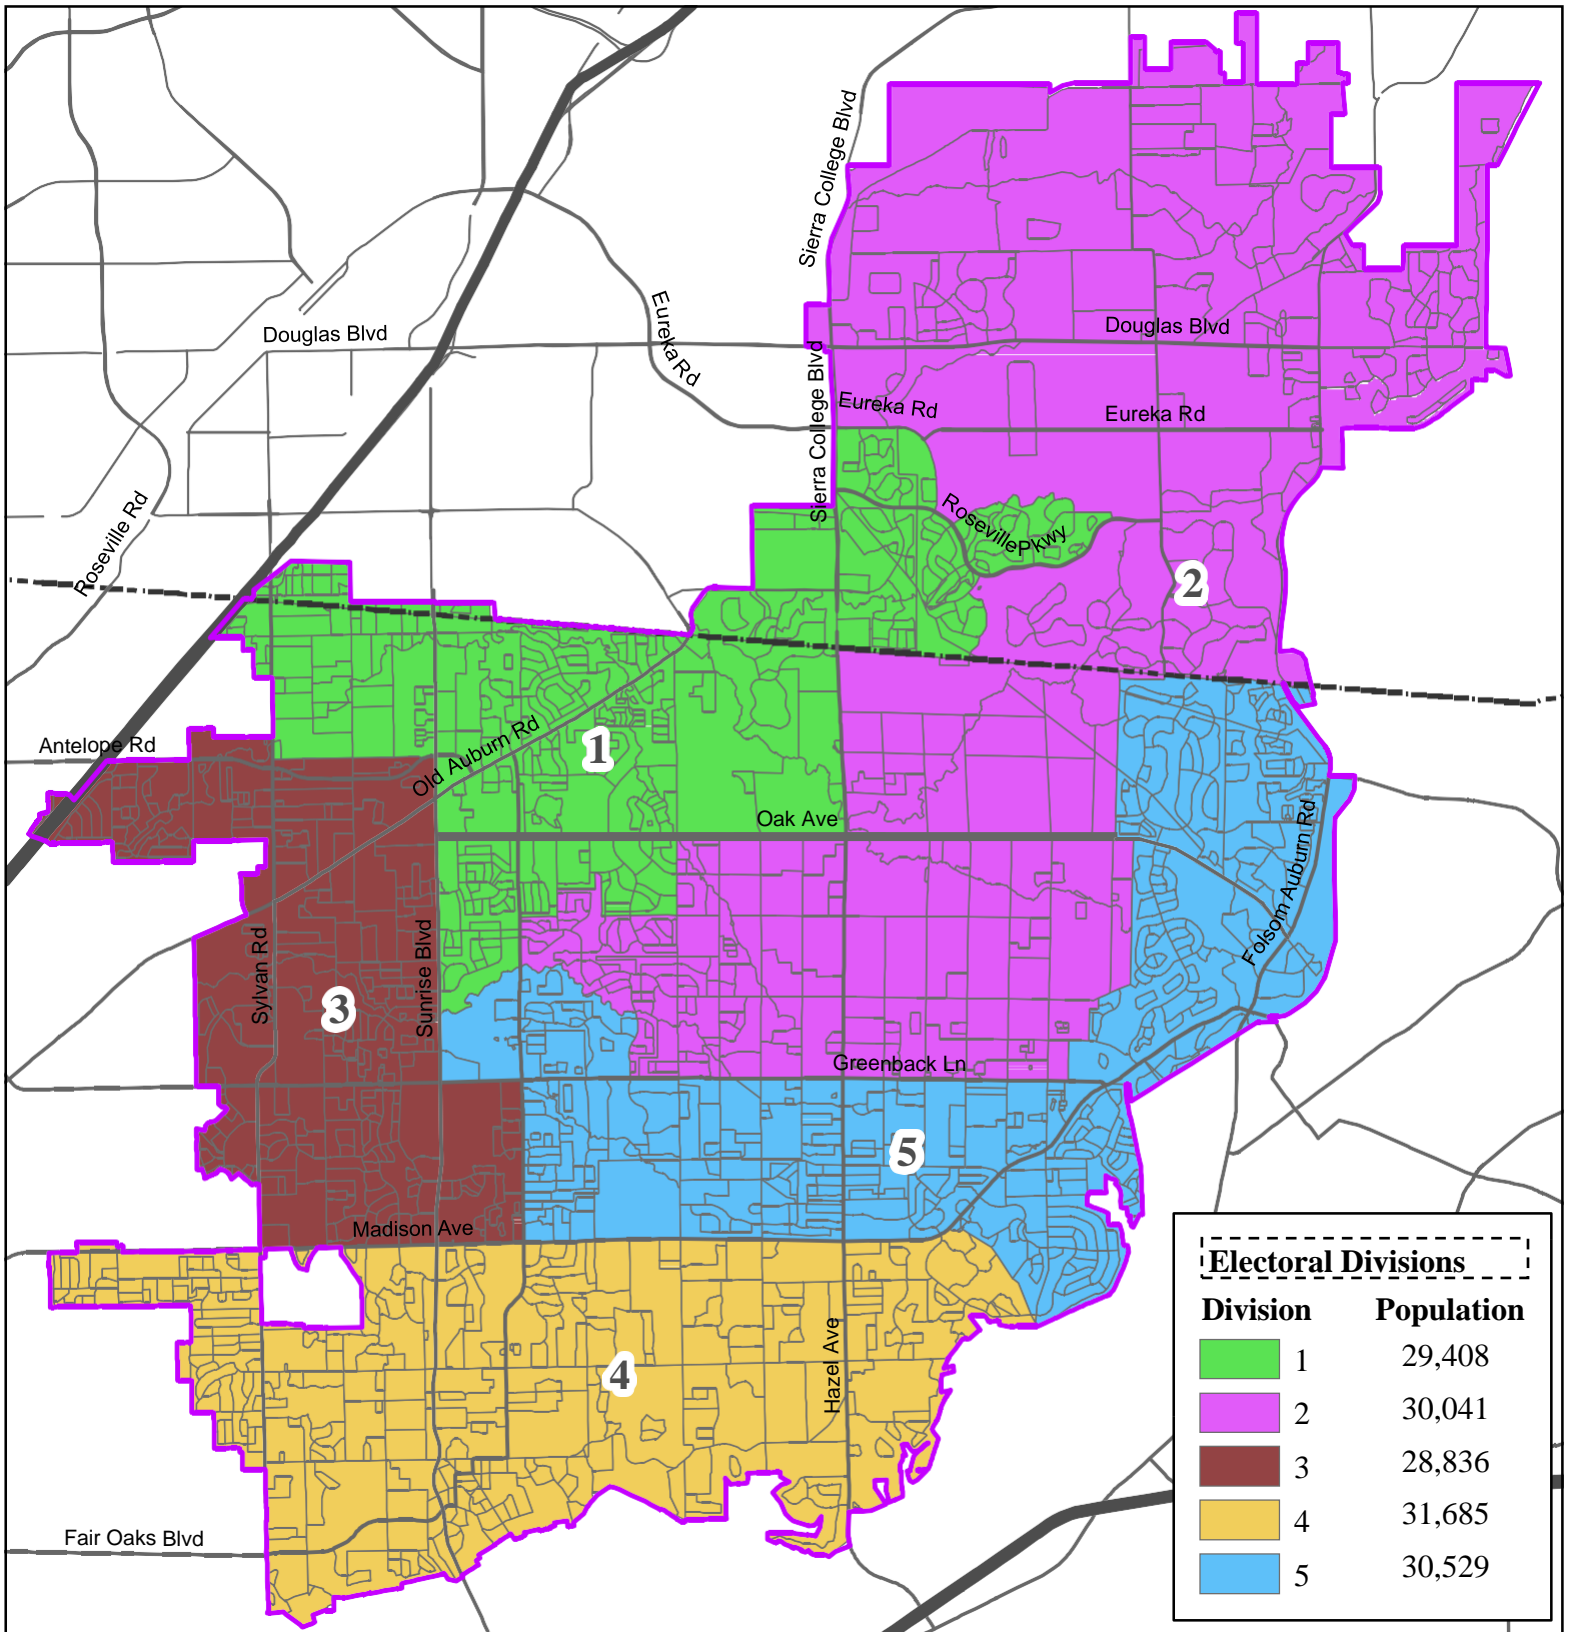 Sierra College Blvd
Douglas Blvd
Eureka Rd
Douglas Blvd
Sierra College Blvd
Eureka Rd
Eureka Rd
Roseville Rd
RosevillePkwy
2
Antelope Rd
Old Auburn Rd
1
Oak Ave
Folsom Auburn Rd
Sylvan Rd
Sunrise Blvd
3
Greenback Ln
5
Madison Ave
Hazel Ave
4
Fair Oaks Blvd
Electoral Divisions
Division Population
1 29,408
2 30,041
3 28,836
4 31,685
5 30,529